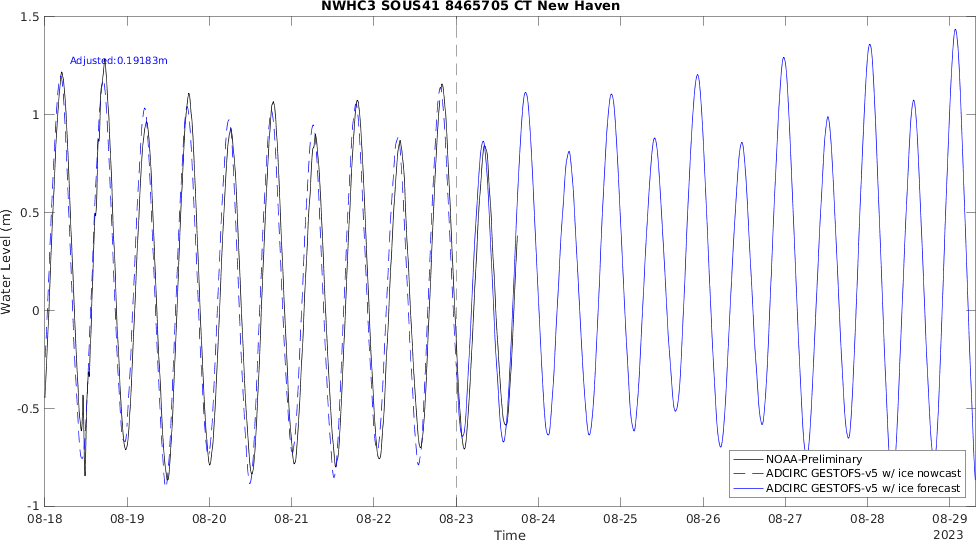 NWHC3 SOUS41 8465705 CT New Haven
Adjusted:0.19183m
Water Level (m)
1.5
1
0.5
0
-0.5
-1
08-18 08-19 08-20 08-21 08-22 08-23 08-24 08-25 08-26 08-27 08-28 08-29
2023
Time
NOAA-Preliminary
ADCIRC GESTOFS-v5 w/ ice nowcast
ADCIRC GESTOFS-v5 w/ ice forecast